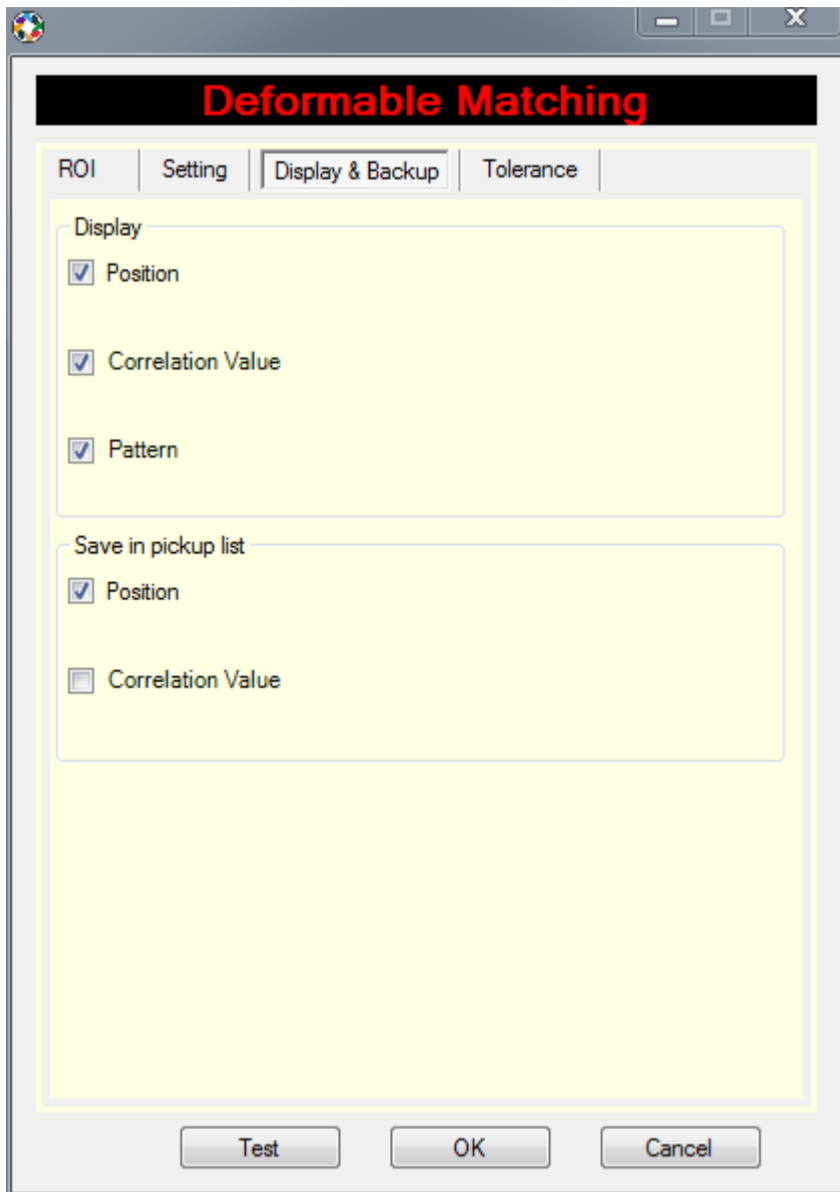 Deformable Matching
ROI Setting Display & Backup Tolerance
Display
Position
Correlation Value
Pattern
Save in pickup list
Position
Correlation Value
Test OK Cancel